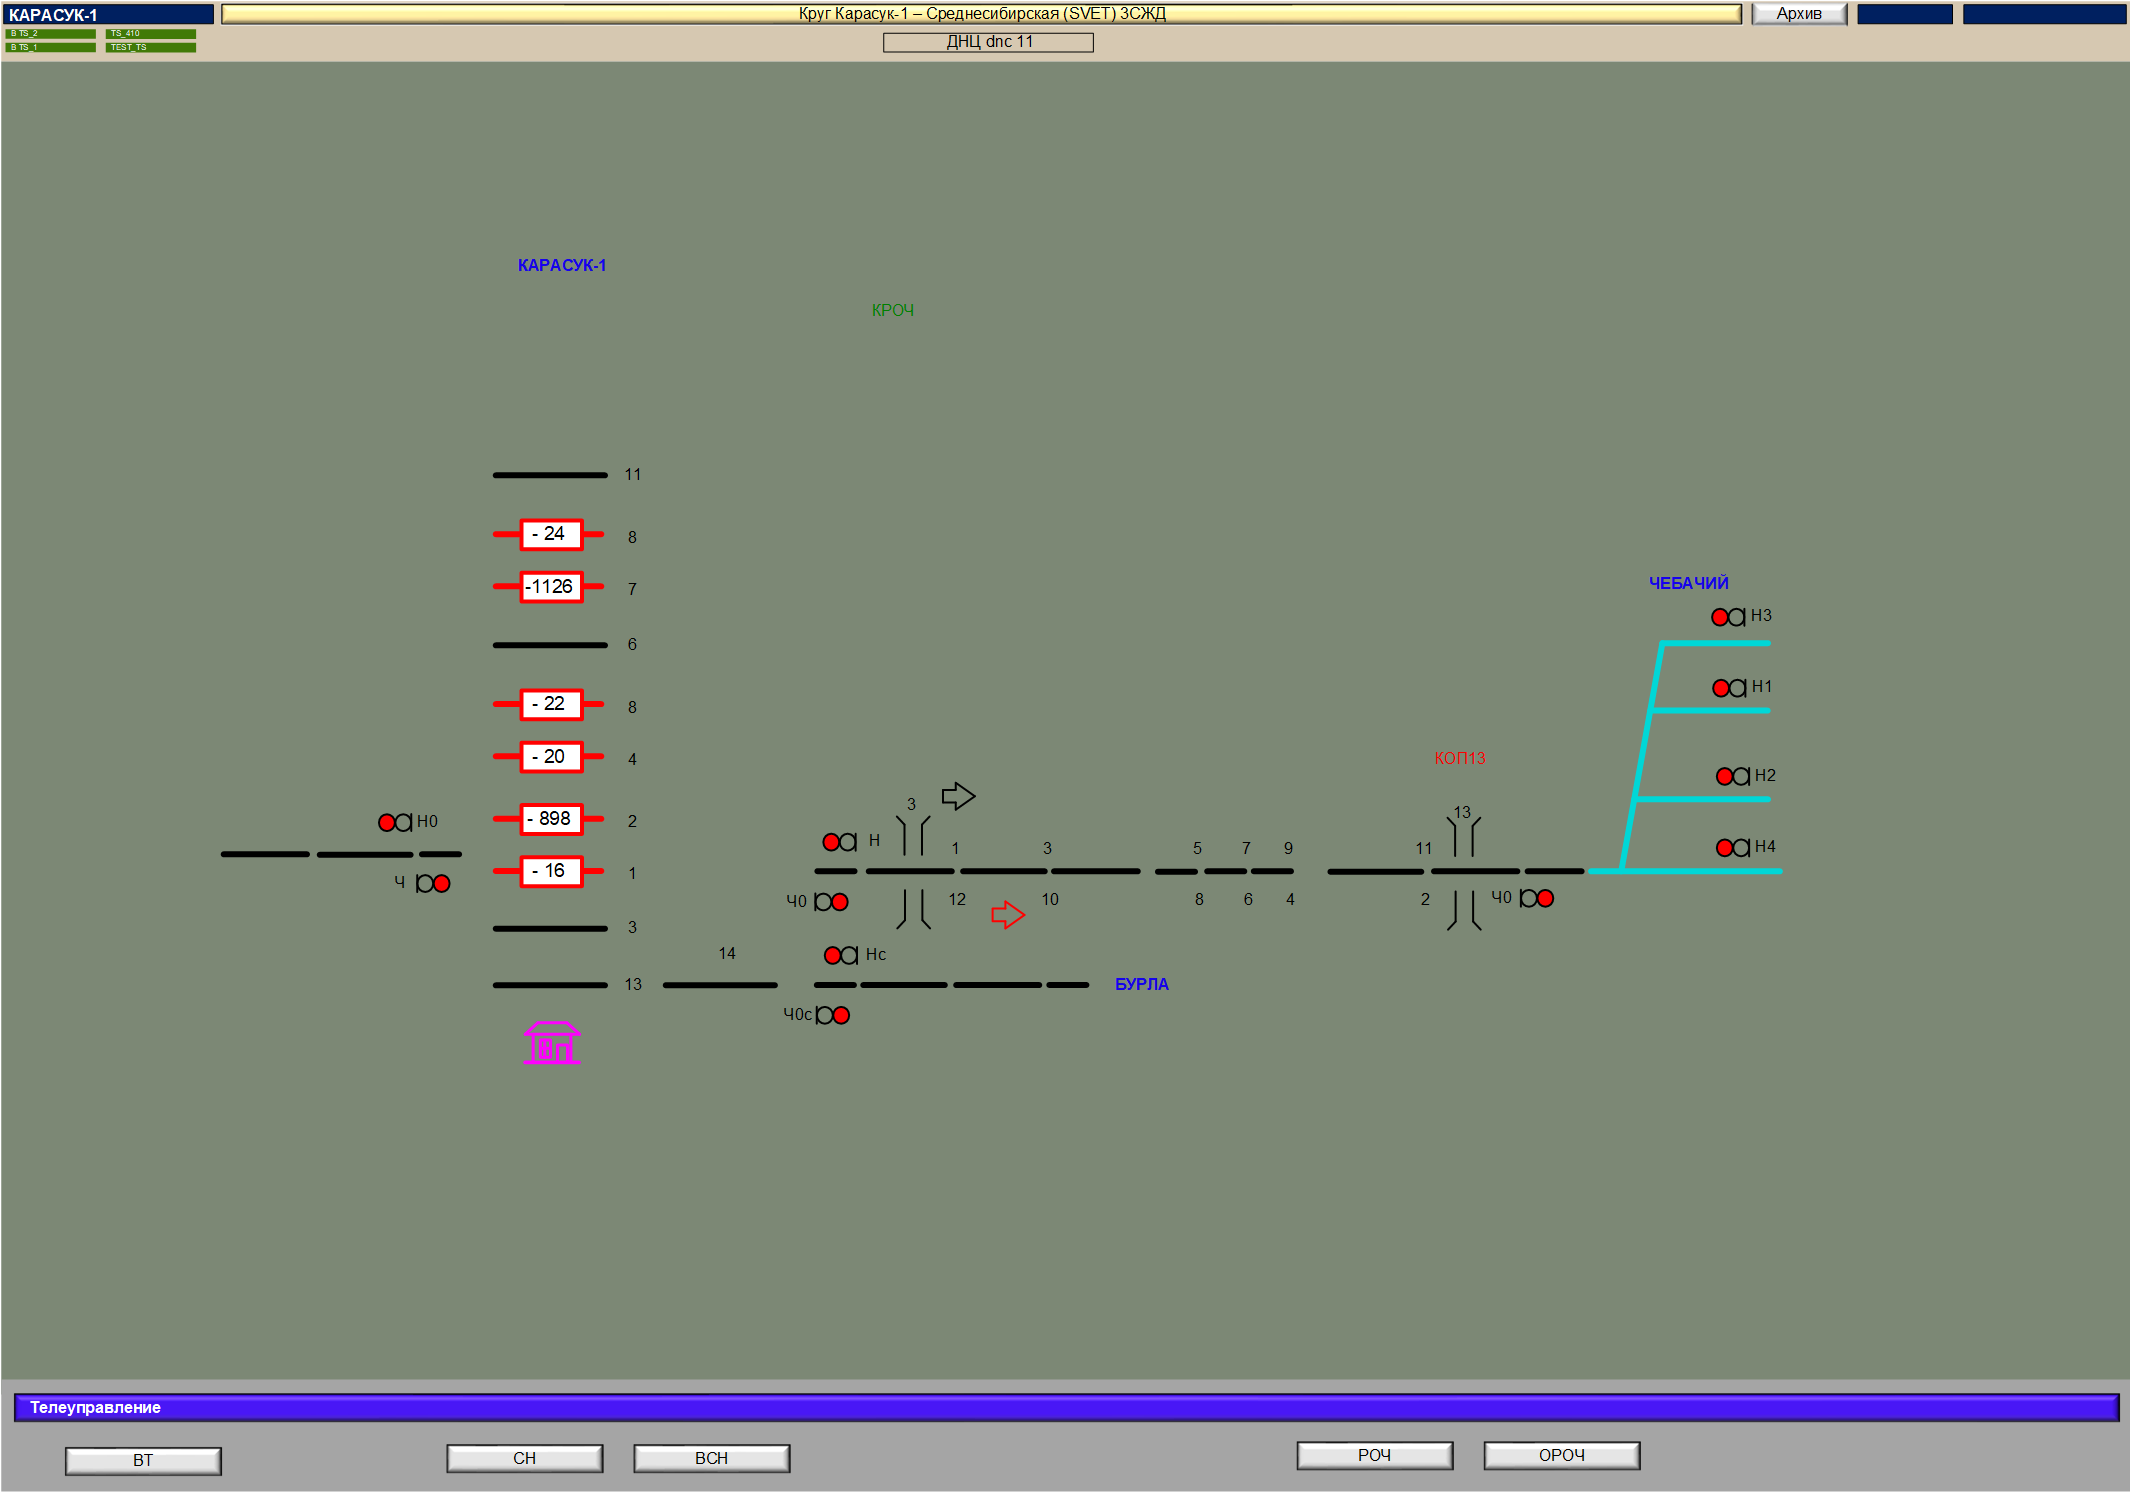 КАРАСУК-1
Круг Карасук-1 – Среднесибирская (SVET) ЗСЖД
Архив
В TS_2
TS_410
В TS_1
TEST_TS
ДНЦ dnc 11
КАРАСУК-1
КРОЧ
11
- 24
8
-1126
7
6
- 22
8
- 20
4
- 898
2
- 16
1
3
13
Н0
Ч
14
Н
Ч0
3
1
3
5
7
9
11
13
12
10
8
6
4
2
Ч0
КОП13
Нс
Ч0с
БУРЛА
ЧЕБАЧИЙ
Н3
Н1
Н2
Н4
Телеуправление
ВТ
СН
ВСН
РОЧ
ОРОЧ